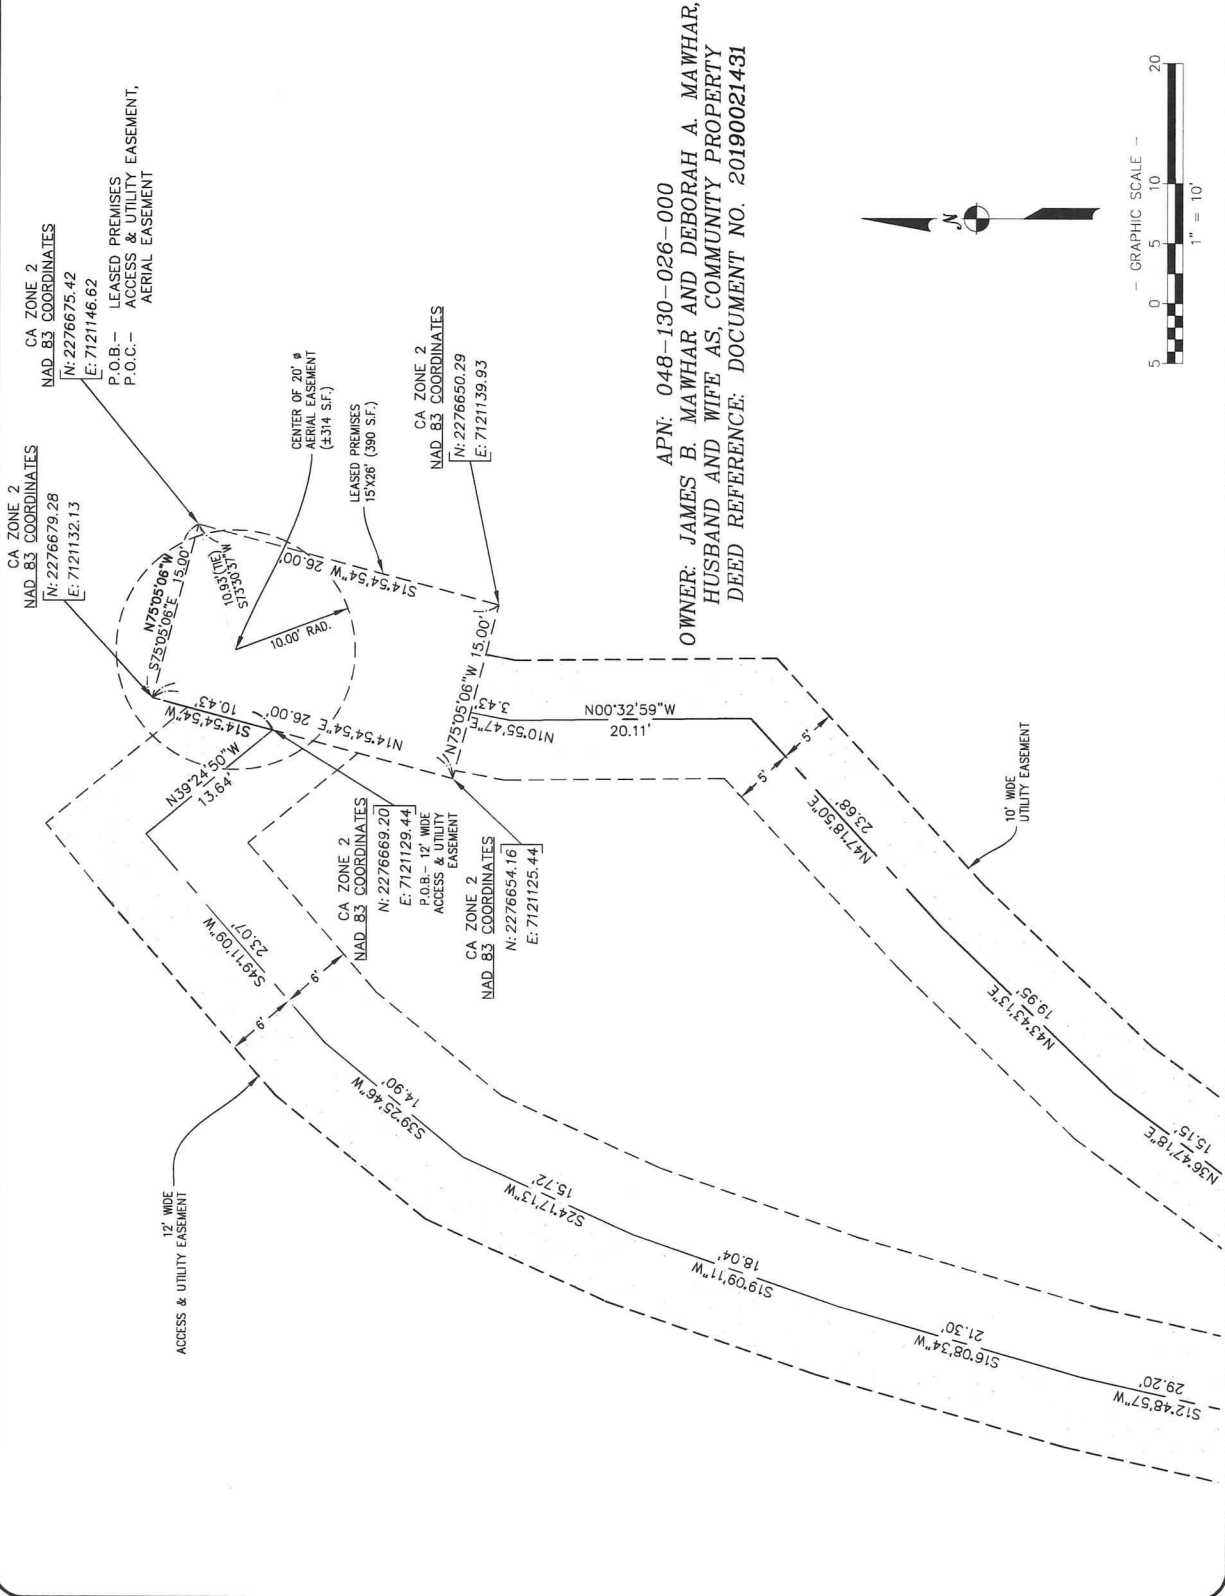 CA ZONE 2
NAD 83 COORDINATES
N: 2276679.28
E: 7121132.13
CA ZONE 2
NAD 83 COORDINATES
N: 2276675.42
E: 7121146.62
P.O.B.- LEASED PREMISES
P.O.C.- ACCESS & UTILITY EASEMENT,
AERIAL EASEMENT
N75°05'06"W
S75°05'06"E 15.00'
10.93'(TIE)
S73°30'37"W
CENTER OF 20' ø
AERIAL EASEMENT
(±314 S.F.)
LEASED PREMISES
15'X26' (390 S.F.)
S14°54'54"W 26.00'
10.00' RAD.
S14°54'54"W
10.43'
N14°54'54"E 26.00'
N75°05'06"W 15.00'
CA ZONE 2
NAD 83 COORDINATES
N: 2276650.29
E: 7121139.93
N39°24'50"W
13.64'
CA ZONE 2
NAD 83 COORDINATES
N: 2276669.20
E: 7121129.44
P.O.B.- 12' WIDE
ACCESS & UTILITY
EASEMENT
CA ZONE 2
NAD 83 COORDINATES
N: 2276654.16
E: 7121125.44
N10°55'47"E
3.43'
N00°32'59"W
20.11'
5'
5'
N47°18'50"E
23.68'
10' WIDE
UTILITY EASEMENT
N43°43'13"E
19.95'
N36°47'18"E
15.15'
12' WIDE
ACCESS & UTILITY EASEMENT
S49°11'09"W
23.07'
6'
6'
S39°25'46"W
14.90'
S24°17'13"W
15.72'
S19°09'11"W
18.04'
S16°08'34"W
21.30'
S12°48'57"W
29.20'
APN: 048-130-026-000
OWNER: JAMES B. MAWHAR AND DEBORAH A. MAWHAR,
HUSBAND AND WIFE AS, COMMUNITY PROPERTY
DEED REFERENCE: DOCUMENT NO. 20190021431
N
- GRAPHIC SCALE -
5 0 5 10 20
1" = 10'